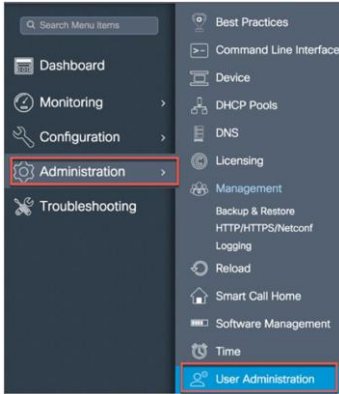 Search Menu Items
Dashboard
Monitoring
Configuration
Administration
Troubleshooting
Best Practices
Command Line Interface
Device
DHCP Pools
DNS
Licensing
Management
Backup & Restore
HTTP/HTTPS/Netconf
Logging
Reload
Smart Call Home
Software Management
Time
User Administration